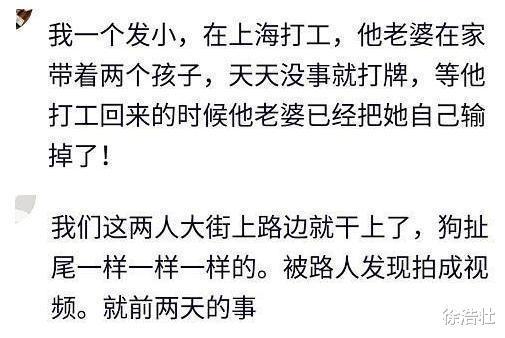 我一个发小，在上海打工，他老婆在家
带着两个孩子，天天没事就打牌，等他
打工回来的时候他老婆已经把她自己输
掉了！
我们这两人大街上路边就干上了，狗扯
尾一样一样一样的。被路人发现拍成视
频。就前两天的事
徐浩壮